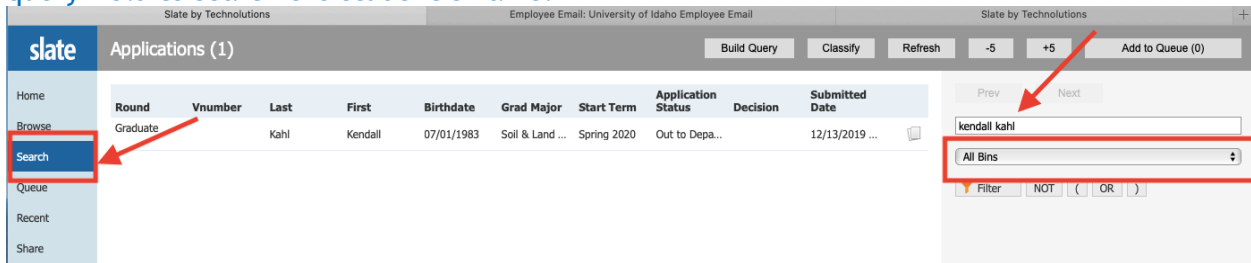 Slate by Technolutions Employee Email: University of Idaho Employee Email Slate by Technolutions +
slate Applications (1) Build Query Classify Refresh -5 +5 Add to Queue (0)
Home
Browse
Search
Queue
Recent
Share
Round Vnumber Last First Birthdate Grad Major Start Term Application Status Decision Submitted Date
Graduate Kahl Kendall 07/01/1983 Soil & Land ... Spring 2020 Out to Depa... 12/13/2019 ...
Prev Next
kendall kahl
All Bins
Filter NOT ( OR )